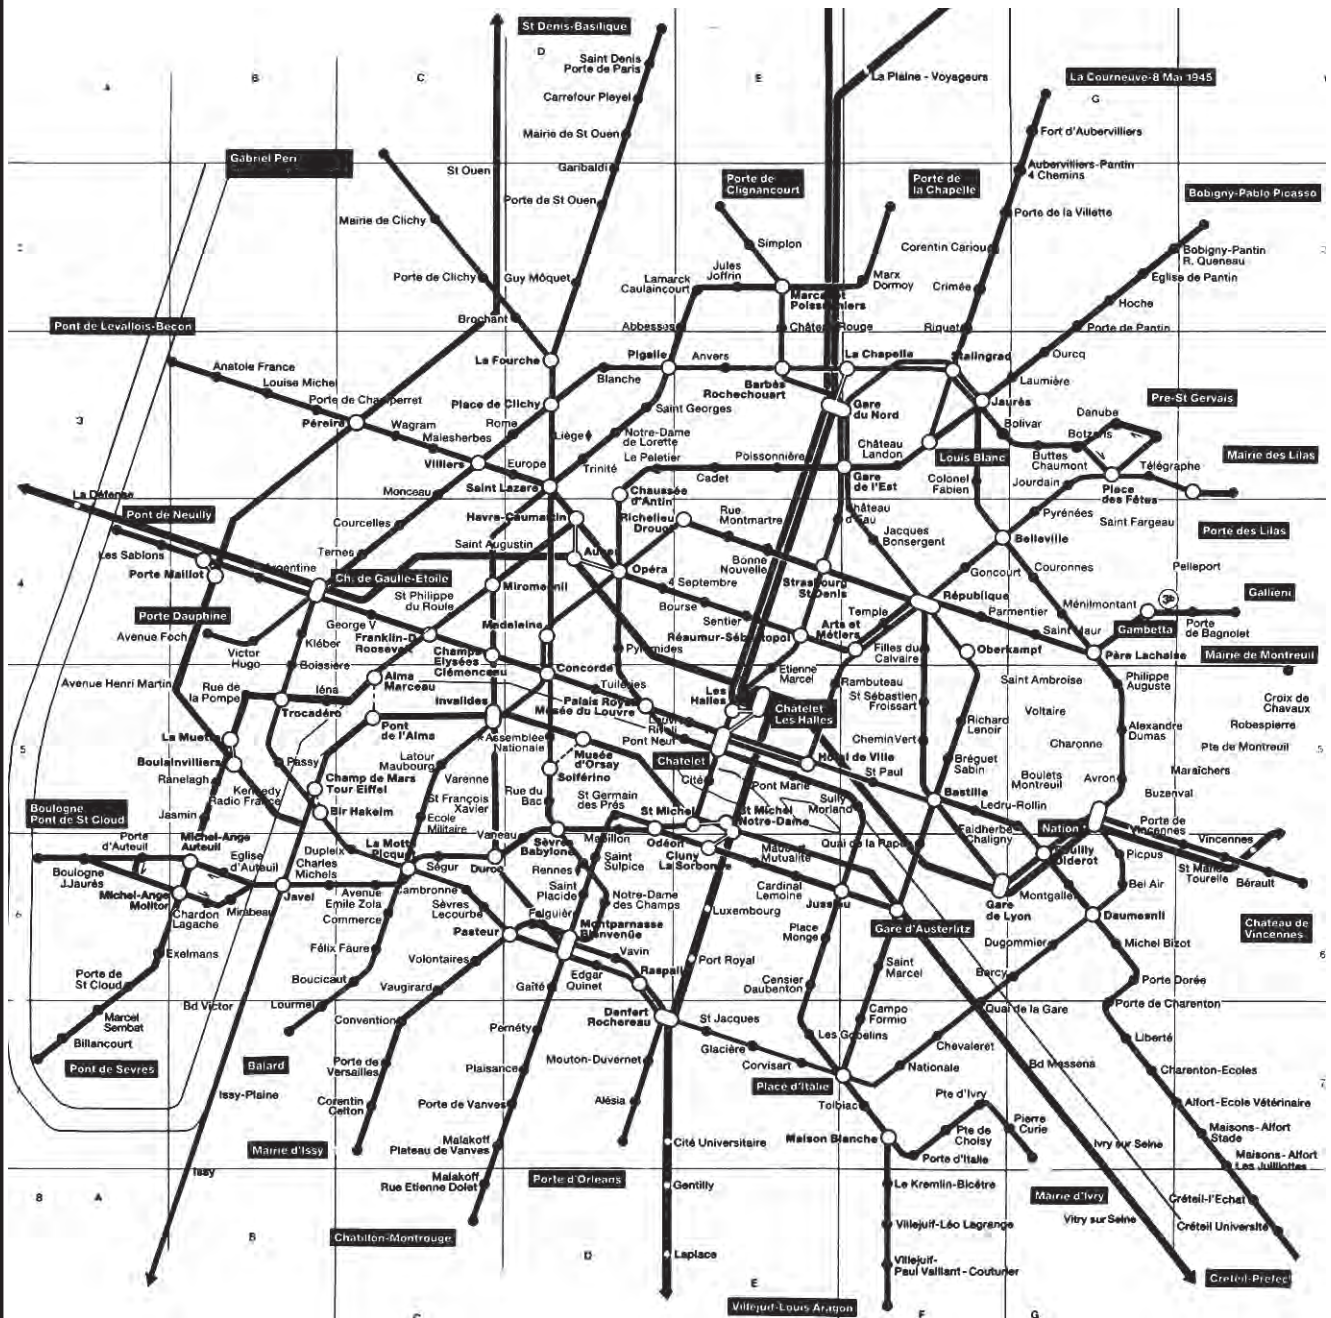 St Denis-Basilique
D
Saint Denis
Porte de Paris
E
La Plaine - Voyageurs
La Courneuve-8 Mai 1945
A
B
C
Carrefour Pleyel
G
Mairie de St Ouen
Fort d'Aubervilliers
Gabriel Peri
St Ouen
Garibaldi
Porte de
Clignancourt
Porte de
la Chapelle
Aubervilliers-Pantin
4 Chemins
Bobigny-Pablo Picasso
Mairie de Clichy
Porte de St Ouen
Porte de la Villette
Simplon
Corentin Cariou
Bobigny-Pantin
R. Queneau
Porte de Clichy
Guy Môquet
Jules
Joffrin
Lamarck
Caulaincourt
Marx
Dormoy
Crimée
Eglise de Pantin
Marcadet
Poissonniers
Hoche
Pont de Levallois-Becon
Brochant
Abbesses
Château Rouge
Riquet
Porte de Pantin
La Fourche
Pigalle
Anvers
La Chapelle
Stalingrad
Ourcq
Anatole France
Louise Michel
Porte de Champerret
Blanche
Barbès
Rochechouart
Laumière
3
Place de Clichy
Saint Georges
Gare
du Nord
Jaurès
Danube
Pre-St Gervais
Péreire
Wagram
Malesherbes
Rome
Liège
Notre-Dame
de Lorette
Château
Landon
Bolivar
Botzaris
Villiers
Europe
Trinité
Le Peletier
Poissonnière
Louis Blanc
Buttes
Chaumont
Télégraphe
Mairie des Lilas
Monceau
Saint Lazare
Cadet
Gare
de l'Est
Colonel
Fabien
Jourdain
Place
des Fêtes
La Défense
Chaussée
d'Antin
Pont de Neuilly
Courcelles
Havre-Caumartin
Richelieu
Drouot
Rue
Montmartre
Château
d'Eau
Pyrénées
Saint Fargeau
Porte des Lilas
Jacques
Bonsergent
Belleville
Les Sablons
Saint Augustin
Auber
Ternes
Bonne
Nouvelle
Porte Maillot
Argentine
Ch. de Gaulle-Etoile
Opéra
Strasbourg
St Denis
Goncourt
Couronnes
Pelleport
4
St Philippe
du Roule
Miromesnil
4 Septembre
République
Gallieni
Porte Dauphine
Bourse
Temple
Parmentier
Ménilmontant
Avenue Foch
George V
Madeleine
Sentier
Arts et
Métiers
Kléber
Franklin-D
Roosevelt
Réaumur-Sébastopol
Saint Maur
Gambetta
Porte
de Bagnolet
Victor
Hugo
Boissière
Champs
Elysées
Clémenceau
Pyramides
Filles du
Calvaire
Oberkampf
Père Lachaise
Mairie de Montreuil
Concorde
Etienne
Marcel
Avenue Henri Martin
Rue de
la Pompe
Iéna
Alma
Marceau
Tuileries
Rambuteau
Saint Ambroise
Philippe
Auguste
Croix de
Chavaux
Trocadéro
Invalides
Palais Royal
Musée du Louvre
Les
Halles
Chatelet
Les Halles
St Sébastien
Froissart
Voltaire
Robespierre
La Muette
Pont
de l'Alma
Assemblée
Nationale
Louvre
Rivoli
Richard
Lenoir
Alexandre
Dumas
Pte de Montreuil
5
Boulainvilliers
Passy
Latour
Maubourg
Musée
d'Orsay
Pont Neuf
Chatelet
Hôtel de Ville
Chemin Vert
Charonne
Ranelagh
Champ de Mars
Tour Eiffel
Varenne
Solférino
Cité
St Paul
Bréguet
Sabin
Boulets
Montreuil
Avron
Maraîchers
Buzenval
Kennedy
Radio France
St François
Xavier
Rue du
Bac
St Germain
des Prés
Pont Marie
Boulogne
Pont de St Cloud
Jasmin
Bir Hakeim
Ecole
Militaire
St Michel
St Michel
Notre-Dame
Sully
Morland
Bastille
Ledru-Rollin
Nation
Porte de
Vincennes
Porte
d'Auteuil
Michel-Ange
Auteuil
Eglise
d'Auteuil
Dupleix
La Motte
Picquet
Vaneau
Sèvres
Babylone
Mabillon
Odéon
Cluny
La Sorbonne
Maubert
Mutualité
Quai de la Rapée
Faidherbe
Chaligny
Reuilly
Diderot
Picpus
Vincennes
Boulogne
J.Jaurès
Charles
Michels
Ségur
Duroc
Rennes
Saint
Sulpice
Cardinal
Lemoine
St Mandé
Tourelle
Bérault
Michel-Ange
Molitor
Chardon
Lagache
Mirabeau
Javel
Avenue
Emile Zola
Cambronne
Saint
Placide
Notre-Dame
des Champs
Jussieu
Gare
de Lyon
Montgallet
Bel Air
6
Commerce
Sèvres
Lecourbe
Falguière
Luxembourg
Daumesnil
Exelmans
Félix Faure
Pasteur
Montparnasse
Bienvenüe
Place
Monge
Gare d'Austerlitz
Dugommier
Michel Bizot
Chateau de
Vincennes
Porte de
St Cloud
Boucicaut
Volontaires
Vavin
Port Royal
Saint
Marcel
Bercy
Porte Dorée
Lourmel
Vaugirard
Gaîté
Edgar
Quinet
Raspail
Censier
Daubenton
Bd Victor
Marcel
Sembat
Convention
Pernéty
Denfert
Rochereau
St Jacques
Campo
Formio
Quai de la Gare
Porte de Charenton
Billancourt
Les Gobelins
Liberté
Pont de Sevres
Balard
Porte de
Versailles
Plaisance
Mouton-Duvernet
Glacière
Corvisart
Chevaleret
Nationale
Bd Massena
Charenton-Ecoles
7
Issy-Plaine
Corentin
Celton
Porte de Vanves
Alésia
Place d'Italie
Tolbiac
Pte d'Ivry
Alfort-Ecole Vétérinaire
Mairie d'Issy
Malakoff
Plateau de Vanves
Cité Universitaire
Maison Blanche
Pte de
Choisy
Pierre
Curie
Ivry sur Seine
Maisons-Alfort
Stade
Porte d'Italie
Maisons-Alfort
Les Juilliottes
Issy
Malakoff
Rue Etienne Dolet
Porte d'Orleans
Gentilly
Le Kremlin-Bicêtre
Mairie d'Ivry
Créteil-l'Echat
8
A
Vitry sur Seine
Créteil Université
B
Chatillon-Montrouge
D
Laplace
Villejuif-Léo Lagrange
Villejuif-
Paul Vaillant-Couturier
Creteil-Prefec
E
Villejuif-Louis Aragon
F
G